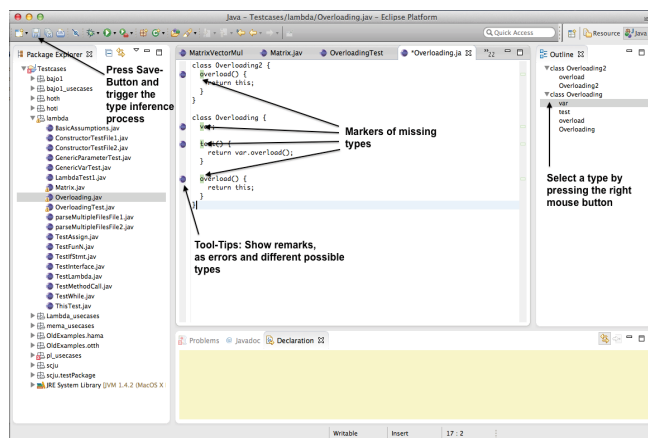 Java - Testcases/lambda/Overloading.jav - Eclipse Platform
Quick Access
Resource
Java
Package Explorer
Testcases
bajo1
bajo1_usecases
hoth
hoti
lambda
BasicAssumptions.jav
ConstructorTestFile1.jav
ConstructorTestFile2.jav
GenericParameterTest.jav
GenericVarTest.jav
LambdaTest1.jav
Matrix.jav
Overloading.jav
OverloadingTest.jav
parseMultipleFilesFile1.jav
parseMultipleFilesFile2.jav
TestAssign.jav
TestFunN.jav
TestIfStmt.jav
TestInterface.jav
TestLambda.jav
TestMethodCall.jav
TestWhile.jav
ThisTest.jav
Lambda_usecases
mema_usecases
OldExamples.hama
OldExamples.otth
pl_usecases
scju
scju.testPackage
JRE System Library [JVM 1.4.2 (MacOS X
Press Save-
Button and
trigger the
type inference
process
MatrixVectorMul
Matrix.jav
OverloadingTest
*Overloading.ja
»22
class Overloading2 {
overload() {
return this;
}
}
class Overloading {
test() {
return var.overload();
}
overload() {
return this;
}
}
Markers of missing
types
Tool-Tips: Show remarks,
as errors and different possible
types
Outline
class Overloading2
overload
Overloading2
class Overloading
var
test
overload
Overloading
Select a type by
pressing the right
mouse button
Problems
Javadoc
Declaration
Writable
Insert
17 : 2